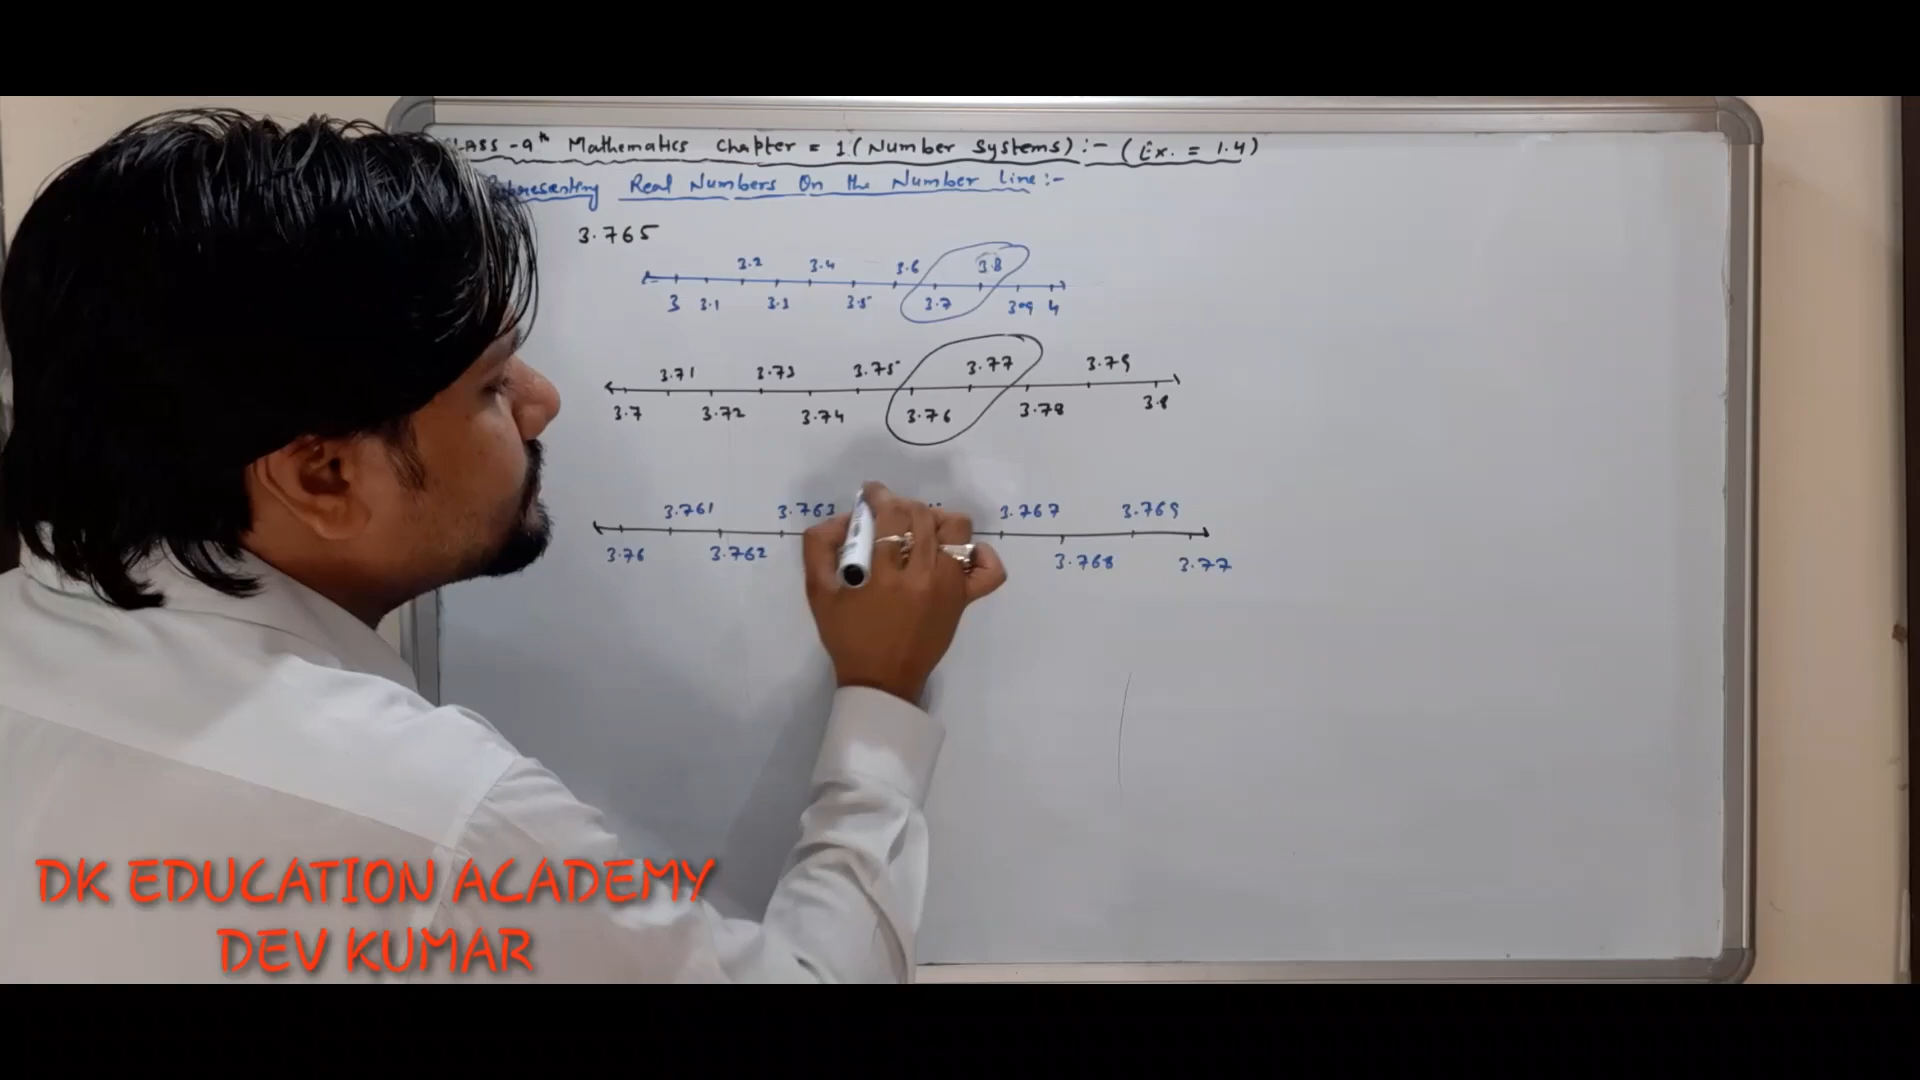 CLASS - 9th Mathematics Chapter = 1 (Number Systems) :- (Ex. = 1.4)
Representing Real Numbers On the Number line :-
3.765
3.2 3.4 3.6 3.8
3 3.1 3.3 3.5 3.7 3.9 4
3.71 3.73 3.75 3.77 3.79
3.7 3.72 3.74 3.76 3.78 3.8
3.761 3.763 3.767 3.769
3.76 3.762 3.768 3.77
DK EDUCATION ACADEMY
DEV KUMAR